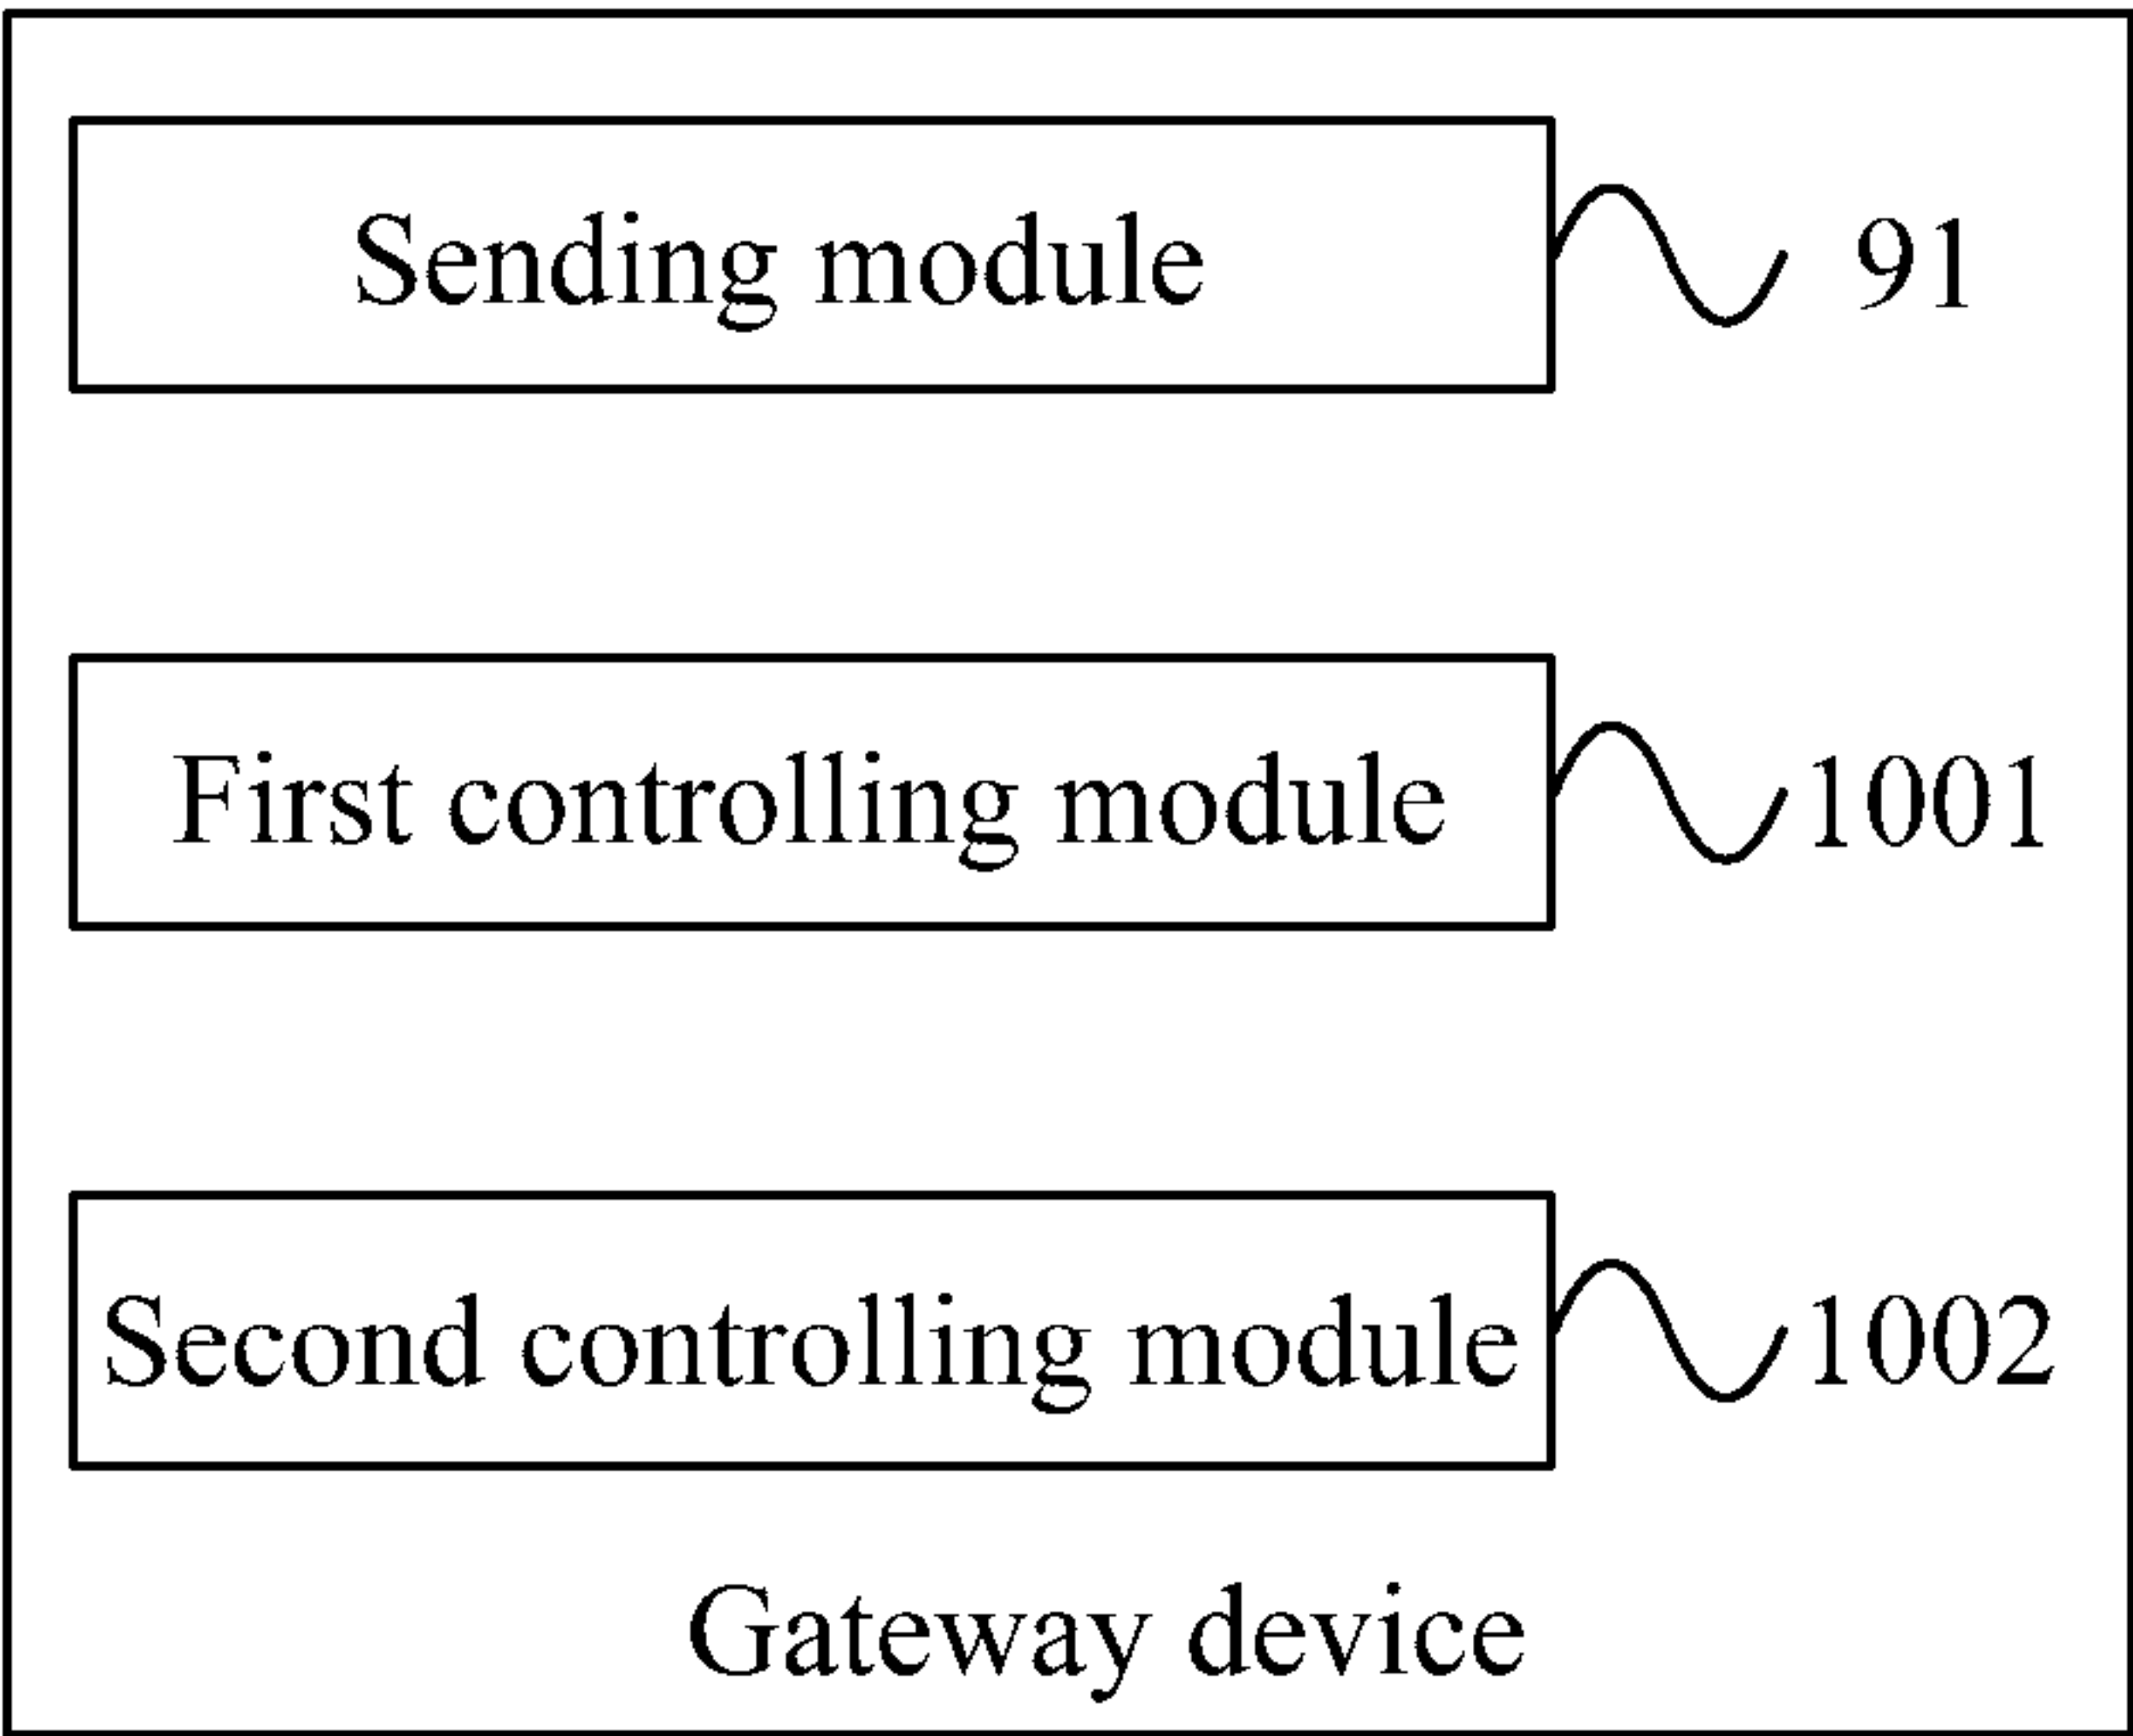 Sending module 91
First controlling module 1001
Second controlling module 1002
Gateway device